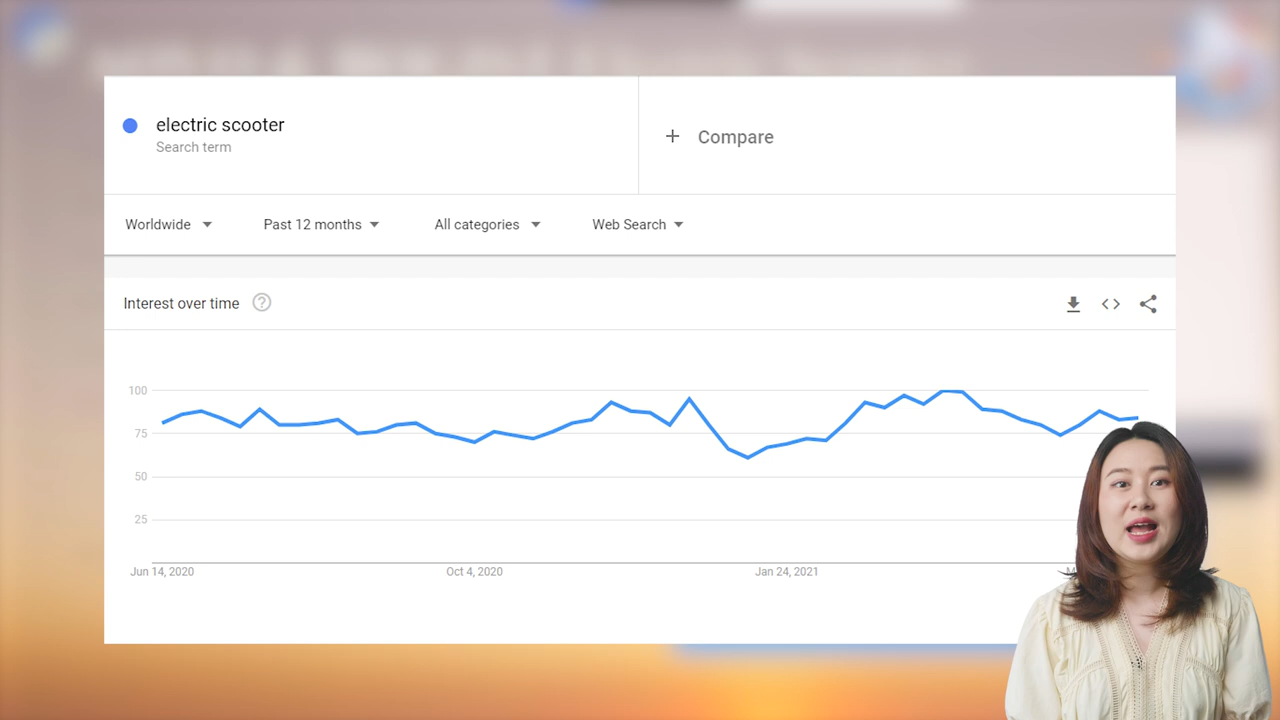 electric scooter
Search term
+ Compare
Worldwide
Past 12 months
All categories
Web Search
Interest over time
?
100
75
50
25
Jun 14, 2020
Oct 4, 2020
Jan 24, 2021